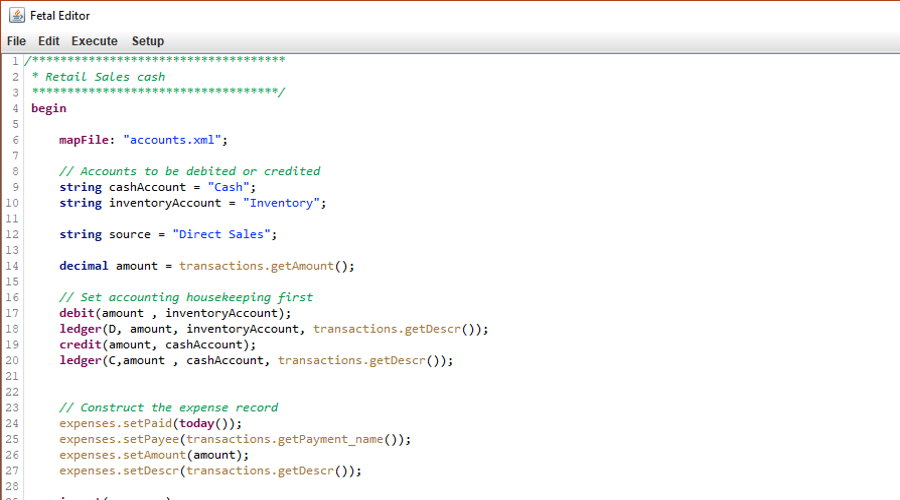 Fetal Editor
File Edit Execute Setup
1 /************************************
2 * Retail Sales cash
3 ***********************************/
4 begin
5
6 mapFile: "accounts.xml";
7
8 // Accounts to be debited or credited
9 string cashAccount = "Cash";
10 string inventoryAccount = "Inventory";
11
12 string source = "Direct Sales";
13
14 decimal amount = transactions.getAmount();
15
16 // Set accounting housekeeping first
17 debit(amount , inventoryAccount);
18 ledger(D, amount, inventoryAccount, transactions.getDescr());
19 credit(amount, cashAccount);
20 ledger(C,amount , cashAccount, transactions.getDescr());
21
22
23 // Construct the expense record
24 expenses.setPaid(today());
25 expenses.setPayee(transactions.getPayment_name());
26 expenses.setAmount(amount);
27 expenses.setDescr(transactions.getDescr());
28